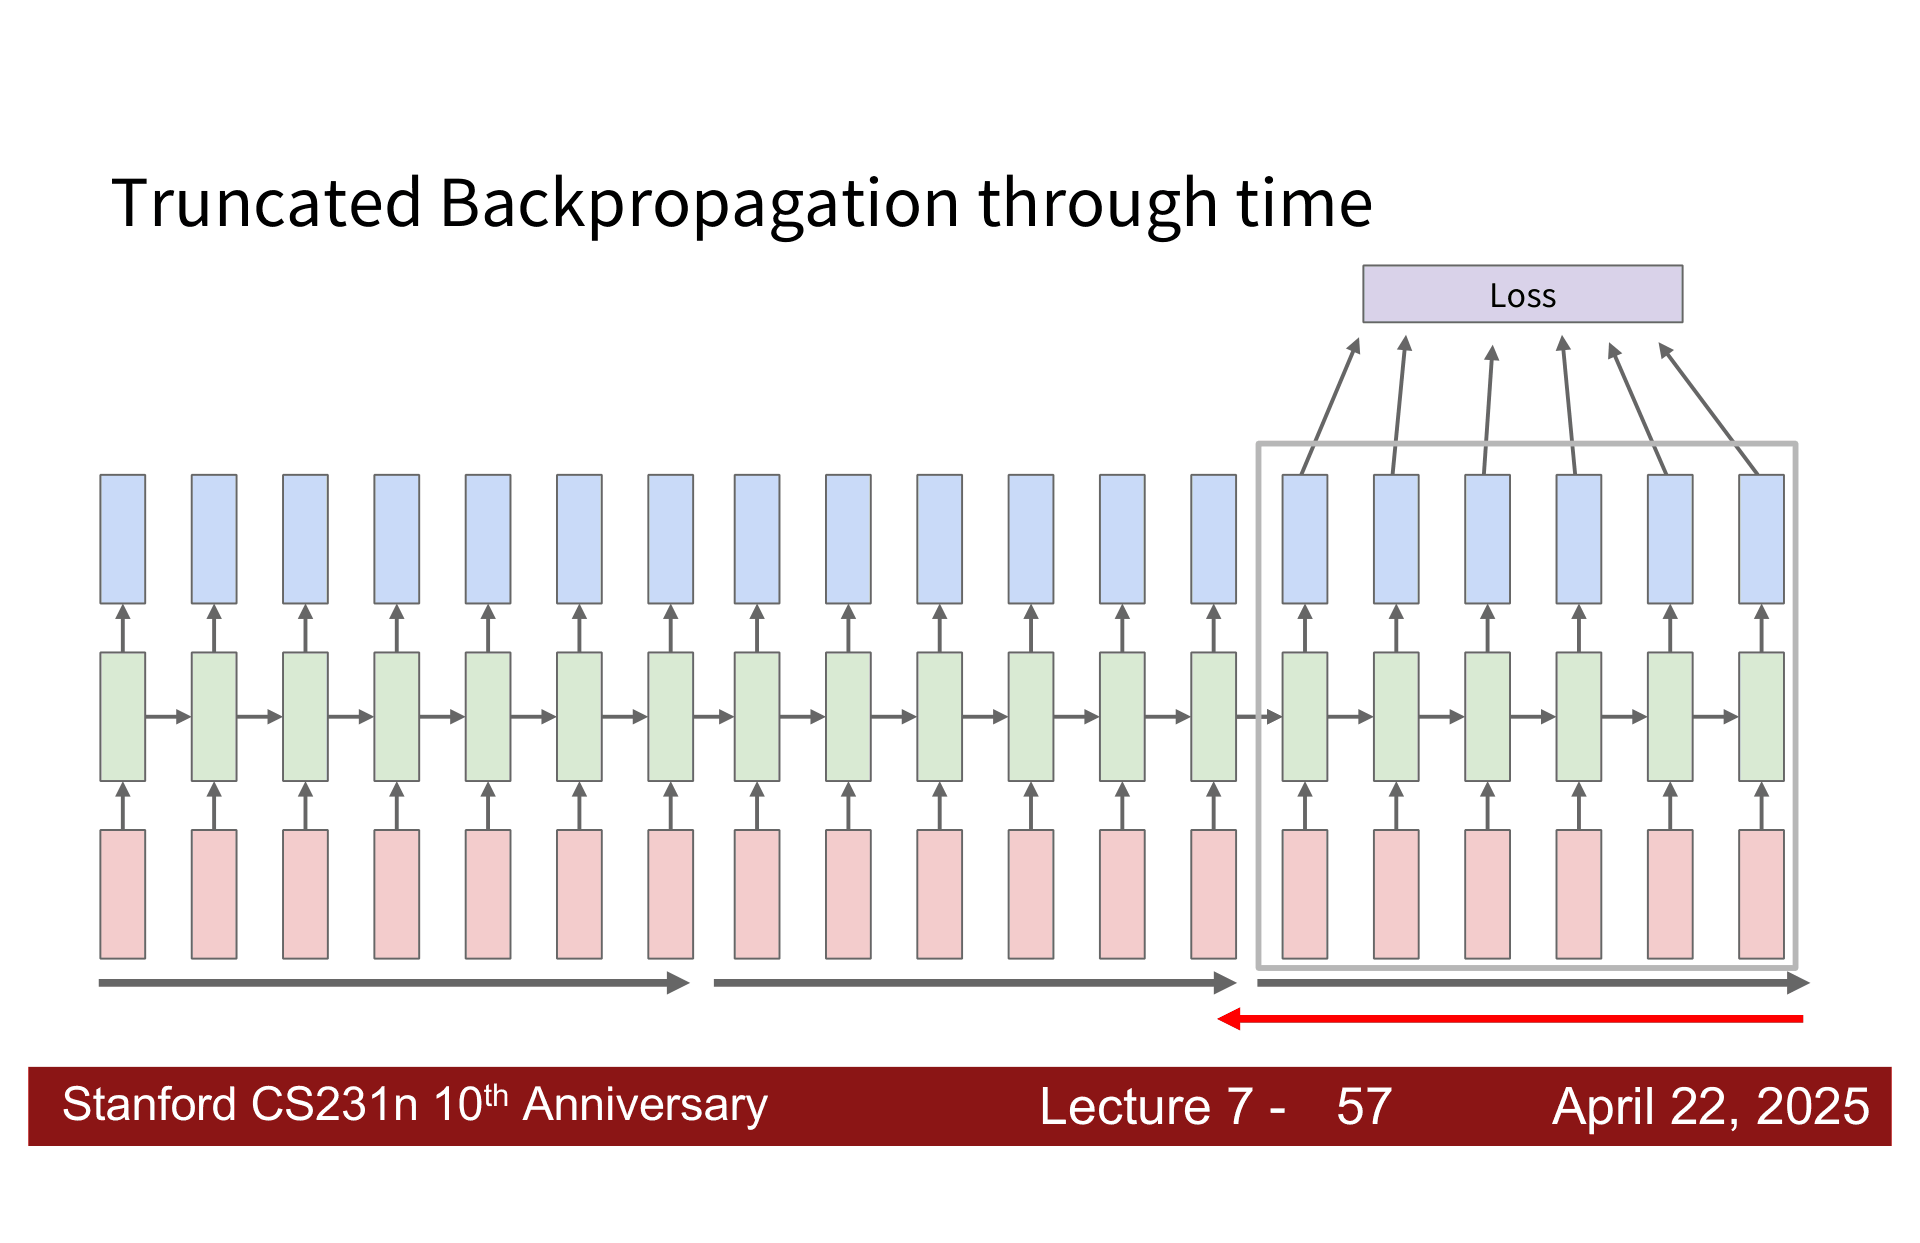 Truncated Backpropagation through time
Loss
Stanford CS231n 10th Anniversary
Lecture 7 - 57
April 22, 2025